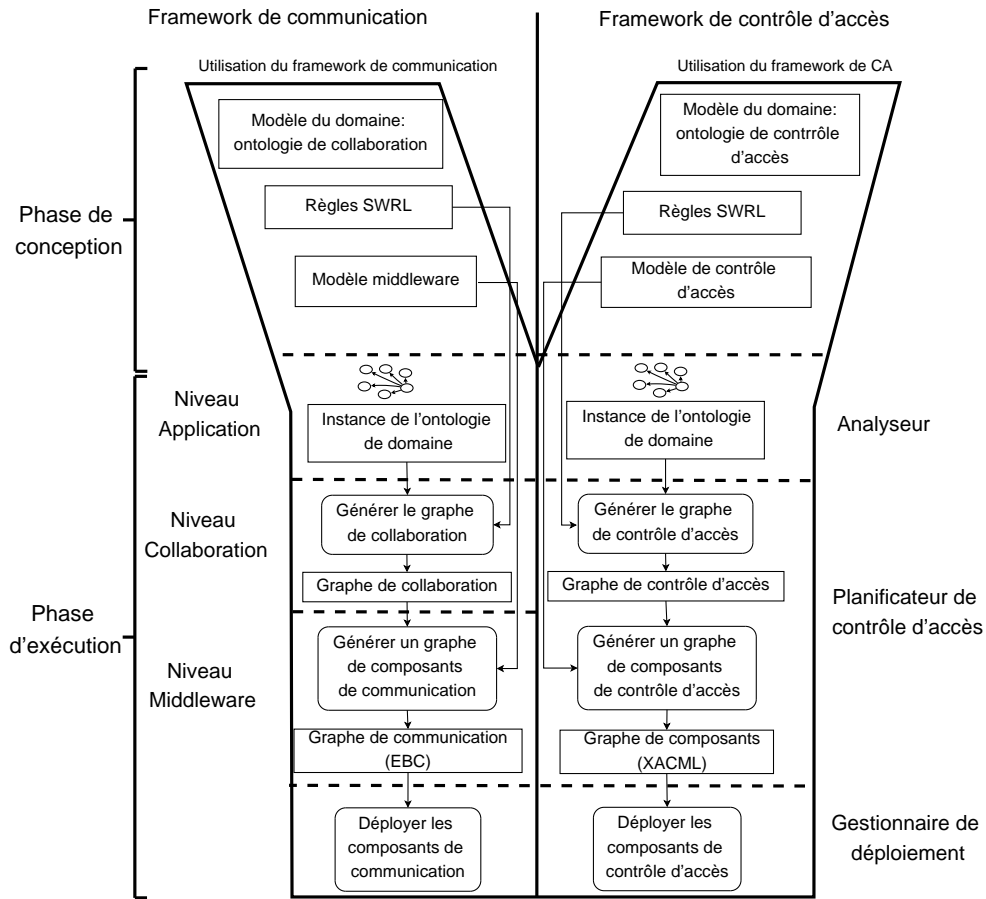 Framework de communication
Framework de contrôle d'accès
Utilisation du framework de communication
Utilisation du framework de CA
Phase de
conception
Modèle du domaine:
ontologie de collaboration
Règles SWRL
Modèle middleware
Modèle du domaine:
ontologie de contrrôle
d'accès
Règles SWRL
Modèle de contrôle
d'accès
Phase
d'exécution
Niveau
Application
Instance de l'ontologie
de domaine
Instance de l'ontologie
de domaine
Analyseur
Niveau
Collaboration
Générer le graphe
de collaboration
Graphe de collaboration
Générer le graphe
de contrôle d'accès
Graphe de contrôle d'accès
Planificateur de
contrôle d'accès
Niveau
Middleware
Générer un graphe
de composants
de communication
Graphe de communication
(EBC)
Générer un graphe
de composants
de contrôle d'accès
Graphe de composants
(XACML)
Déployer les
composants de
communication
Déployer les
composants de
contrôle d'accès
Gestionnaire de
déploiement